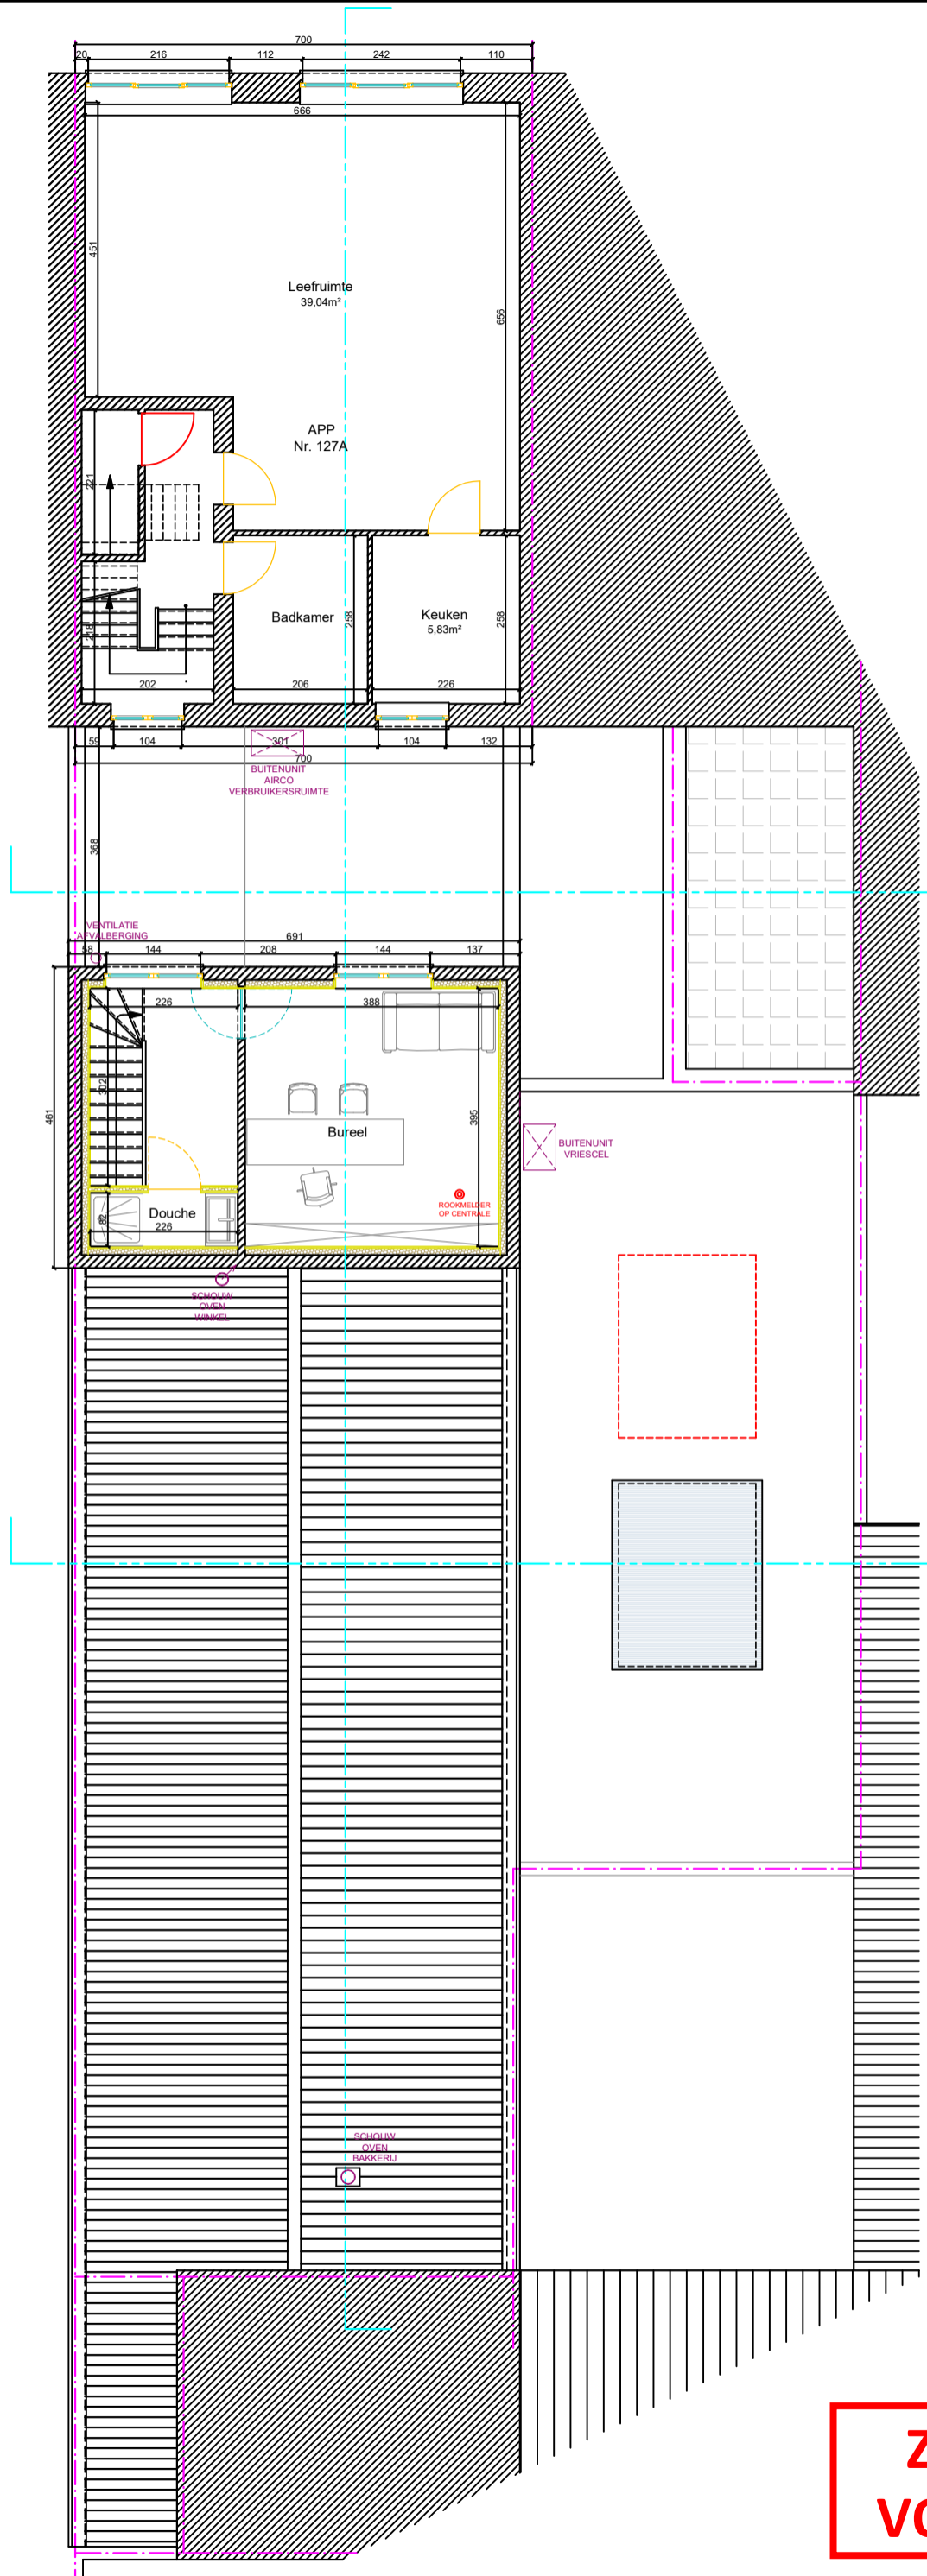 700
20 216 112 242 110
666
451
Leefruimte
39,04m²
656
APP
Nr. 127A
221
Badkamer
258
Keuken
5,83m²
258
218
202 206 226
59 104 301 104 132
700
BUITENUNIT
AIRCO
VERBRUIKERSRUIMTE
368
VENTILATIE
AFVALBERGING
691
58 144 208 144 137
226 388
302
461
395
Bureel
BUITENUNIT
VRIESCEL
ROOKMELDER
OP CENTRALE
Douche
82
226
SCHOUW
OVEN
WINKEL
SCHOUW
OVEN
BAKKERIJ
Z